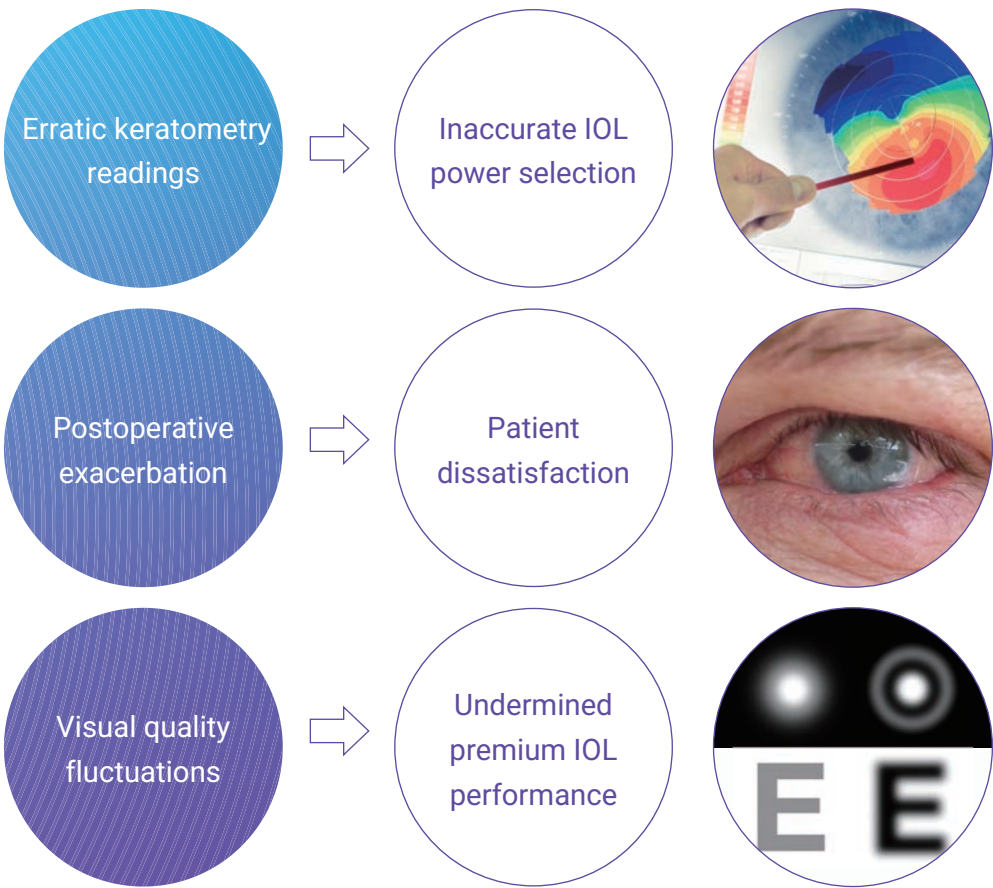 Erratic keratometry
readings
Inaccurate IOL
power selection
Postoperative
exacerbation
Patient
dissatisfaction
Visual quality
fluctuations
Undermined
premium IOL
performance
E E